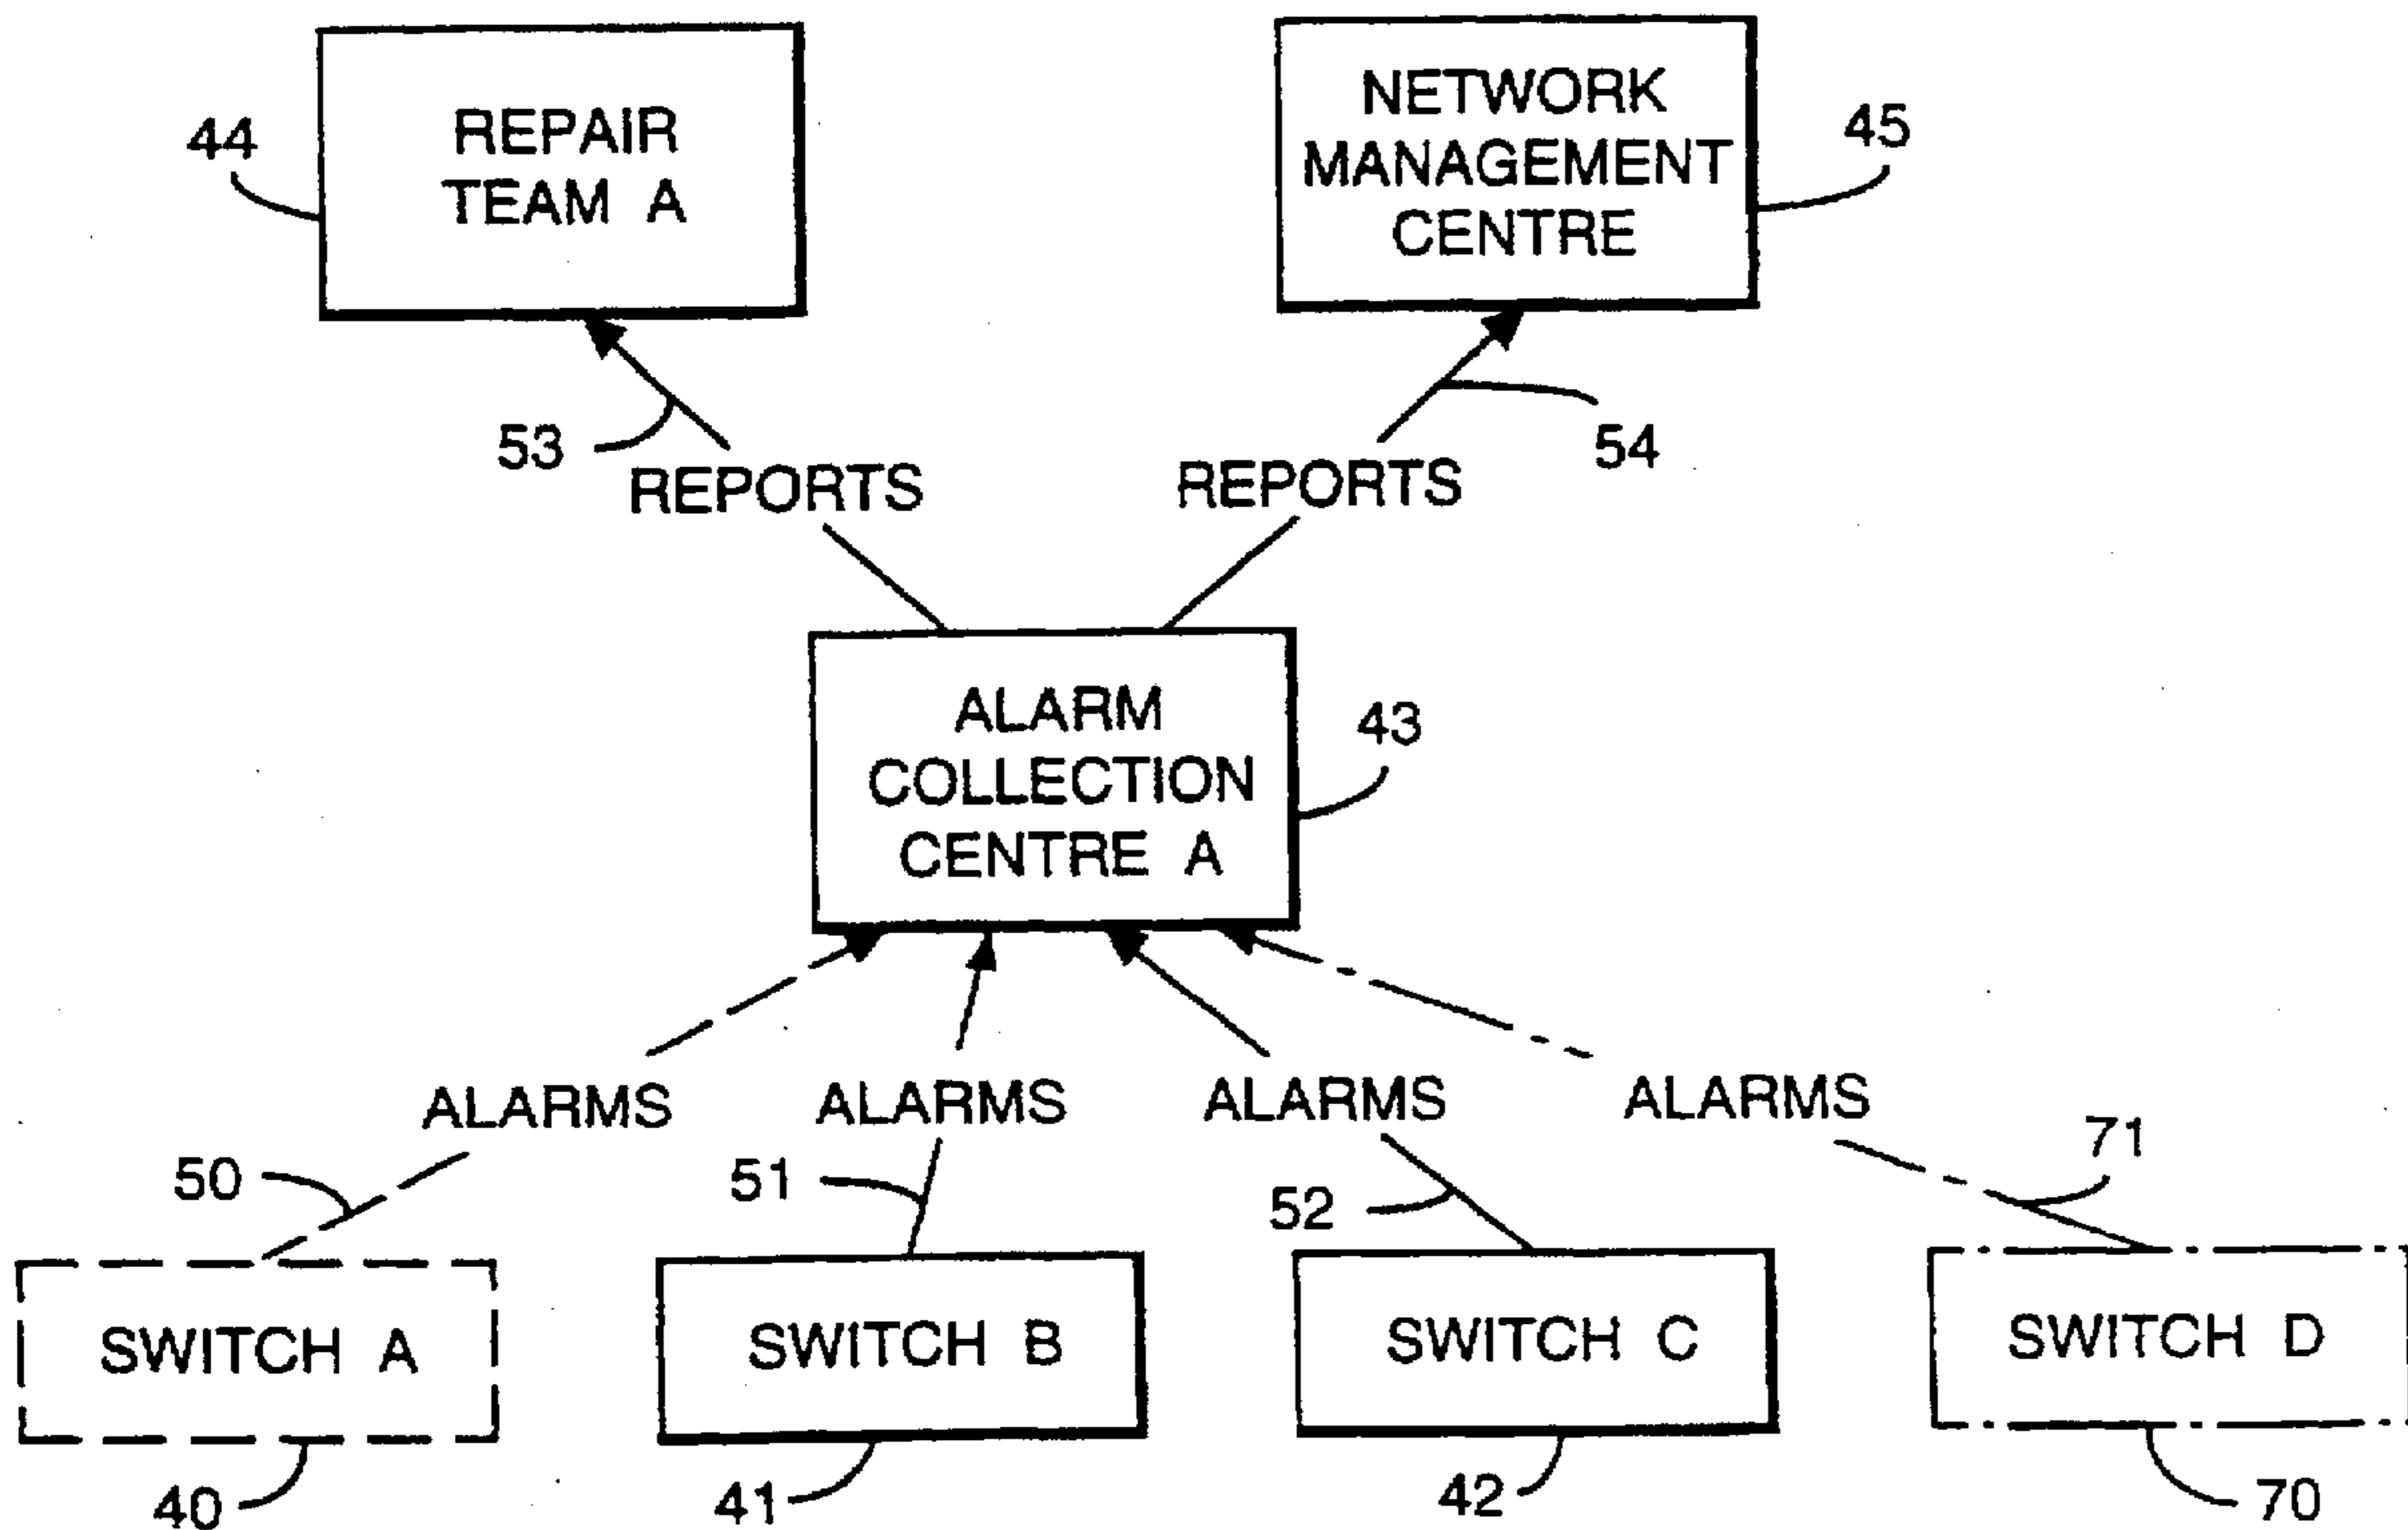 REPAIR
TEAM A
44
NETWORK
MANAGEMENT
CENTRE
45
53
REPORTS
REPORTS
54
ALARM
COLLECTION
CENTRE A
43
ALARMS
ALARMS
ALARMS
ALARMS
50
51
52
71
SWITCH A
SWITCH B
SWITCH C
SWITCH D
40
41
42
70